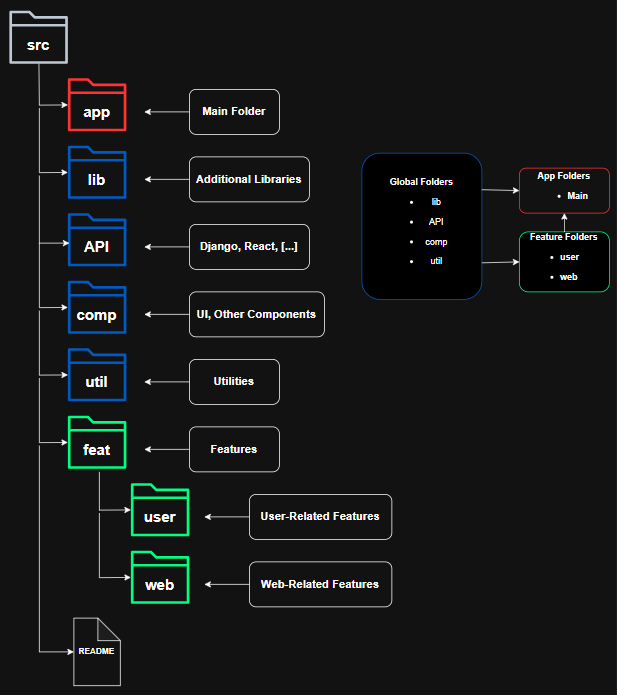 src
app
Main Folder
lib
Additional Libraries
API
Django, React, [...]
comp
UI, Other Components
util
Utilities
feat
Features
user
User-Related Features
web
Web-Related Features
README
Global Folders
• lib
• API
• comp
• util
App Folders
• Main
Feature Folders
• user
• web